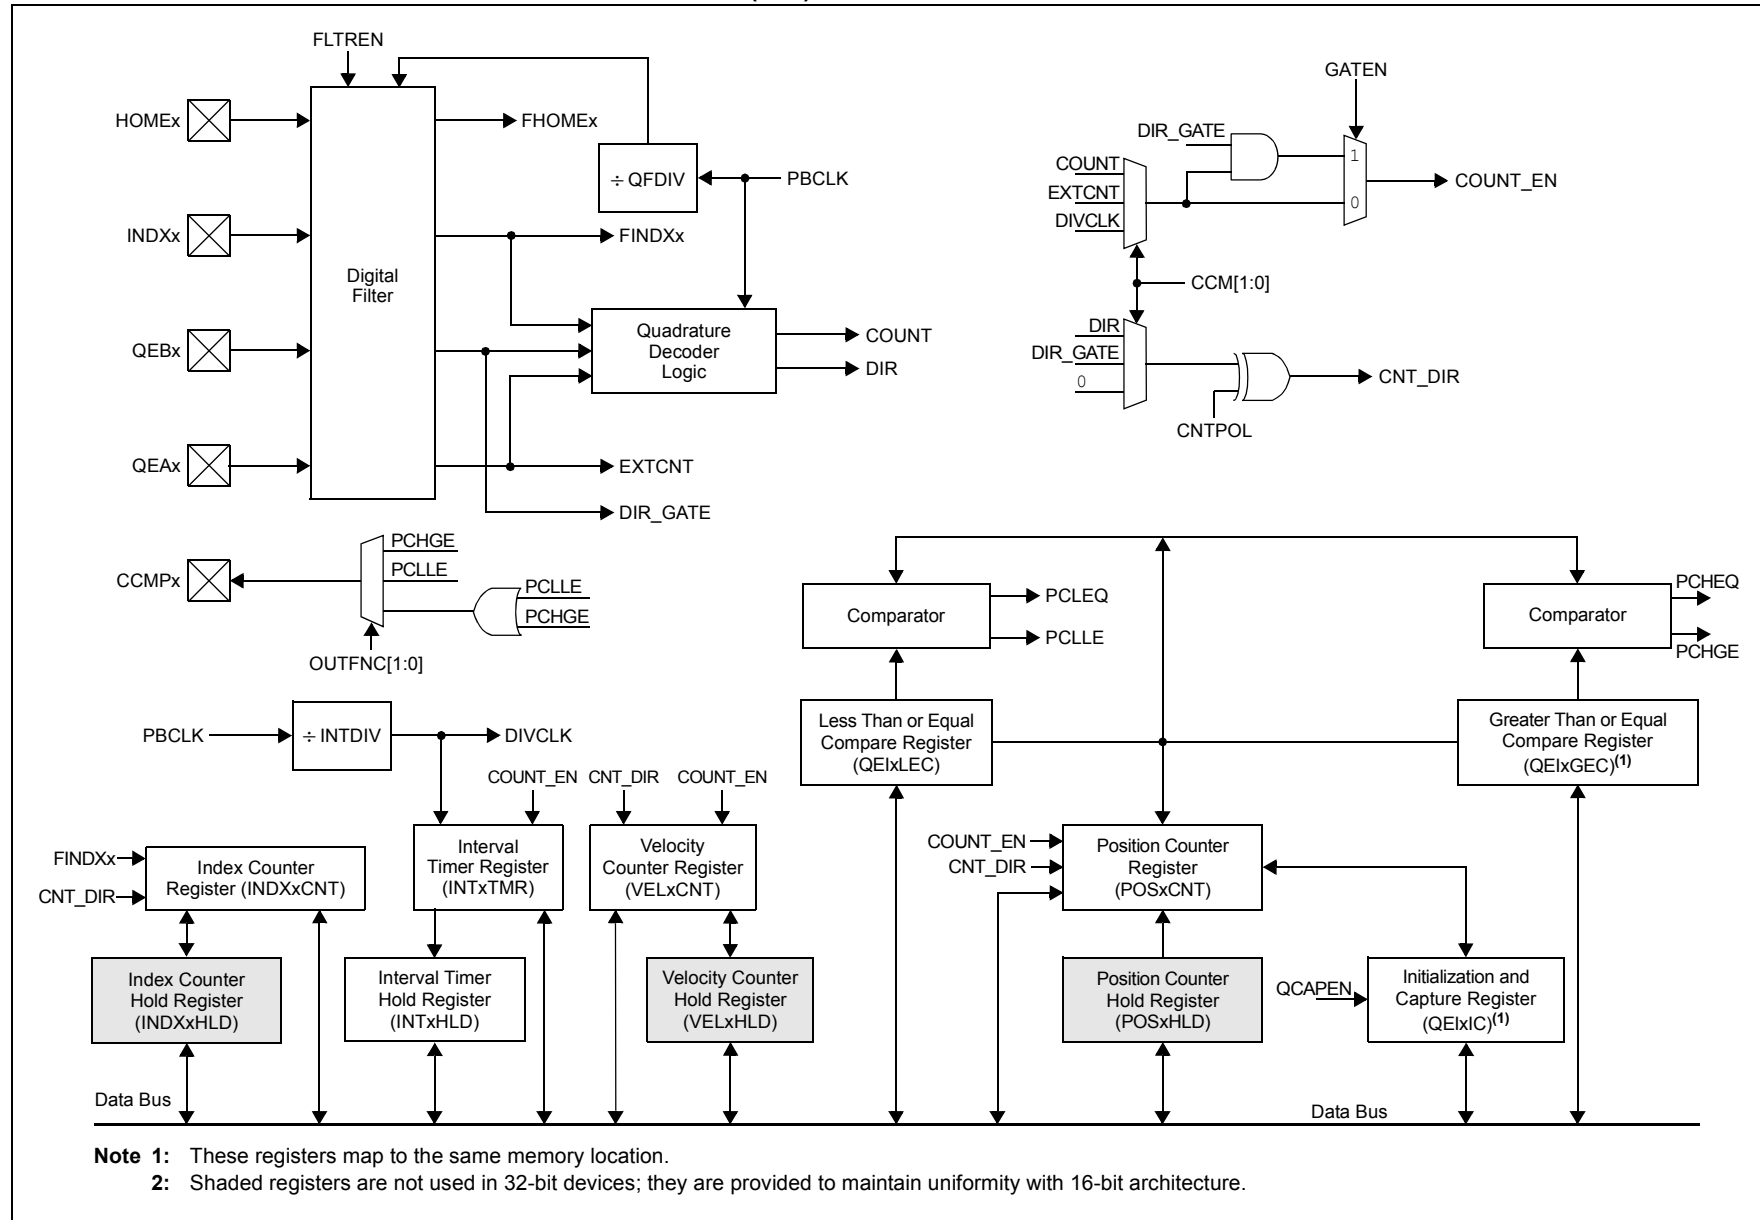 FLTREN
HOMEx
FHOMEx
÷ QFDIV
PBCLK
INDXx
FINDXx
Digital
Filter
QEBx
Quadrature
Decoder
Logic
COUNT
DIR
QEAx
EXTCNT
DIR_GATE
GATEN
DIR_GATE
COUNT
EXTCNT
DIVCLK
1
0
COUNT_EN
CCM[1:0]
DIR
DIR_GATE
0
CNT_DIR
CNTPOL
CCMPx
PCHGE
PCLLE
PCLLE
PCHGE
OUTFNC[1:0]
Comparator
PCLEQ
PCLLE
Comparator
PCHEQ
PCHGE
PBCLK
÷ INTDIV
DIVCLK
Less Than or Equal
Compare Register
(QEIxLEC)
Greater Than or Equal
Compare Register
(QEIxGEC)(1)
COUNT_EN
CNT_DIR
COUNT_EN
FINDXx
CNT_DIR
Index Counter
Register (INDXxCNT)
Interval
Timer Register
(INTxTMR)
Velocity
Counter Register
(VELxCNT)
COUNT_EN
CNT_DIR
Position Counter
Register
(POSxCNT)
Index Counter
Hold Register
(INDXxHLD)
Interval Timer
Hold Register
(INTxHLD)
Velocity Counter
Hold Register
(VELxHLD)
Position Counter
Hold Register
(POSxHLD)
QCAPEN
Initialization and
Capture Register
(QEIxIC)(1)
Data Bus
Data Bus
Note 1: These registers map to the same memory location.
2: Shaded registers are not used in 32-bit devices; they are provided to maintain uniformity with 16-bit architecture.